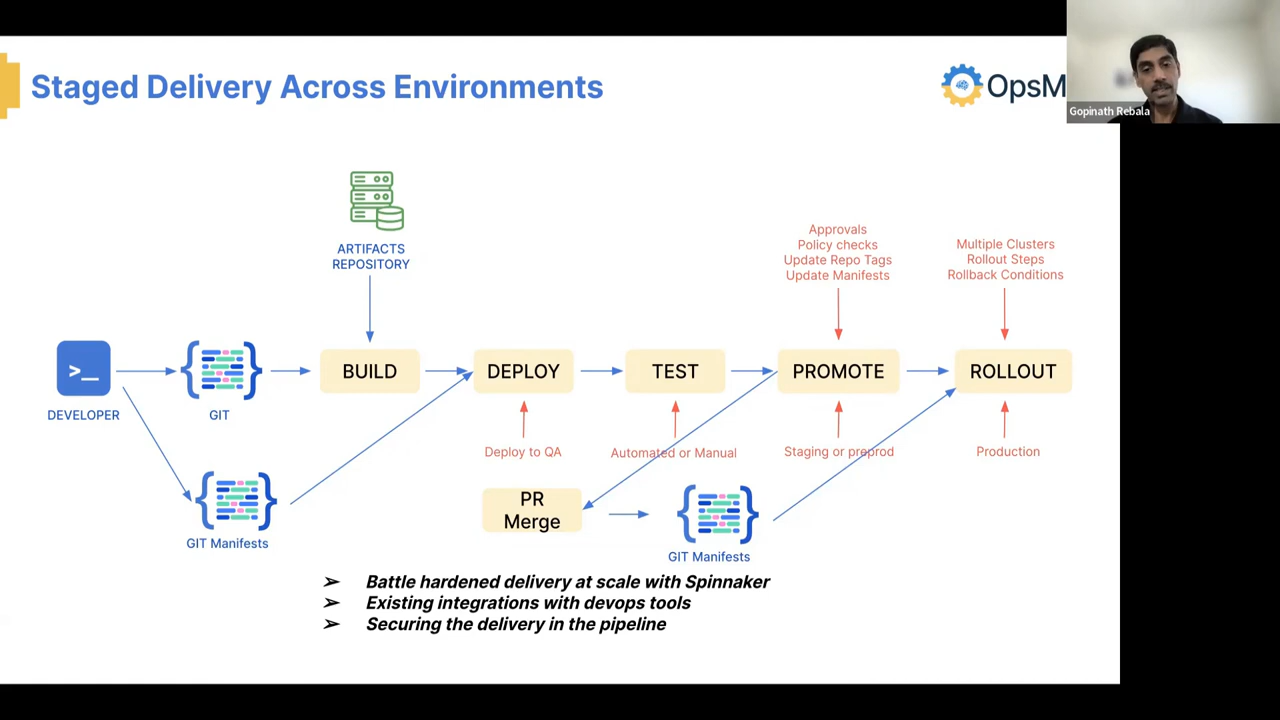 Staged Delivery Across Environments
OpsM
Gopinath Rebala
ARTIFACTS
REPOSITORY
Approvals
Policy checks
Update Repo Tags
Update Manifests
Multiple Clusters
Rollout Steps
Rollback Conditions
>_
DEVELOPER
GIT
BUILD
DEPLOY
TEST
PROMOTE
ROLLOUT
Deploy to QA
Automated or Manual
Staging or preprod
Production
GIT Manifests
PR
Merge
GIT Manifests
➢ Battle hardened delivery at scale with Spinnaker
➢ Existing integrations with devops tools
➢ Securing the delivery in the pipeline